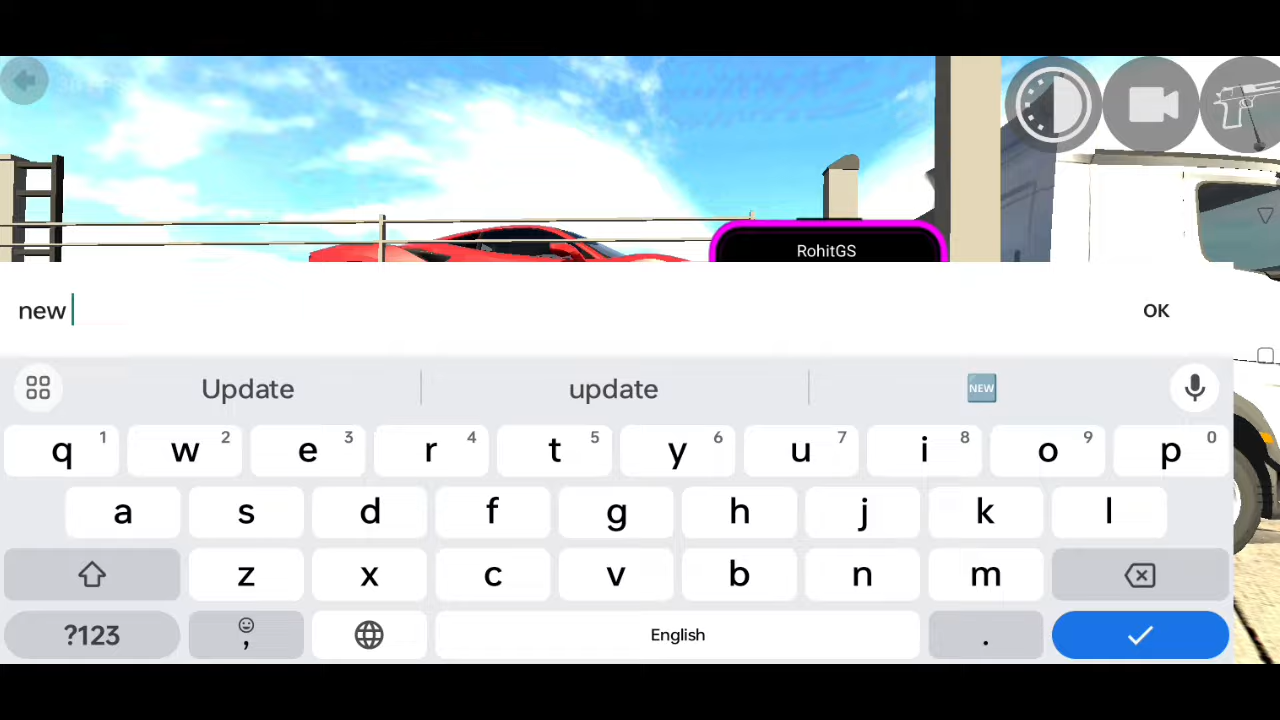 RohitGS
new
OK
Update update NEW
q 1 w 2 e 3 r 4 t 5 y 6 u 7 i 8 o 9 p 0
a s d f g h j k l
z x c v b n m
?123 , English .